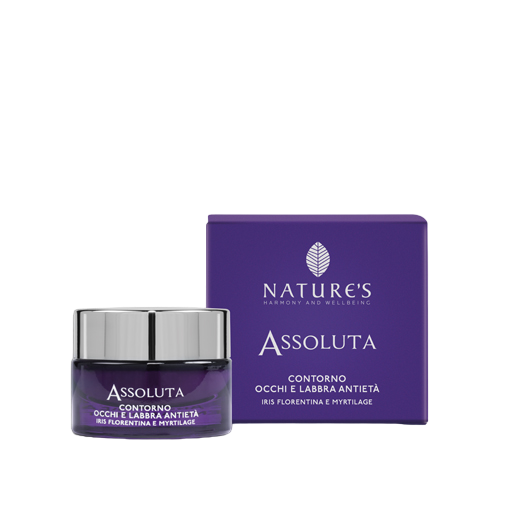 NATURE'S
HARMONY AND WELLBEING
ASSOLUTA
CONTORNO
OCCHI E LABBRA ANTIETÀ
IRIS FLORENTINA E MYRTILAGE
ASSOLUTA
CONTORNO
OCCHI E LABBRA ANTIETÀ
IRIS FLORENTINA E MYRTILAGE